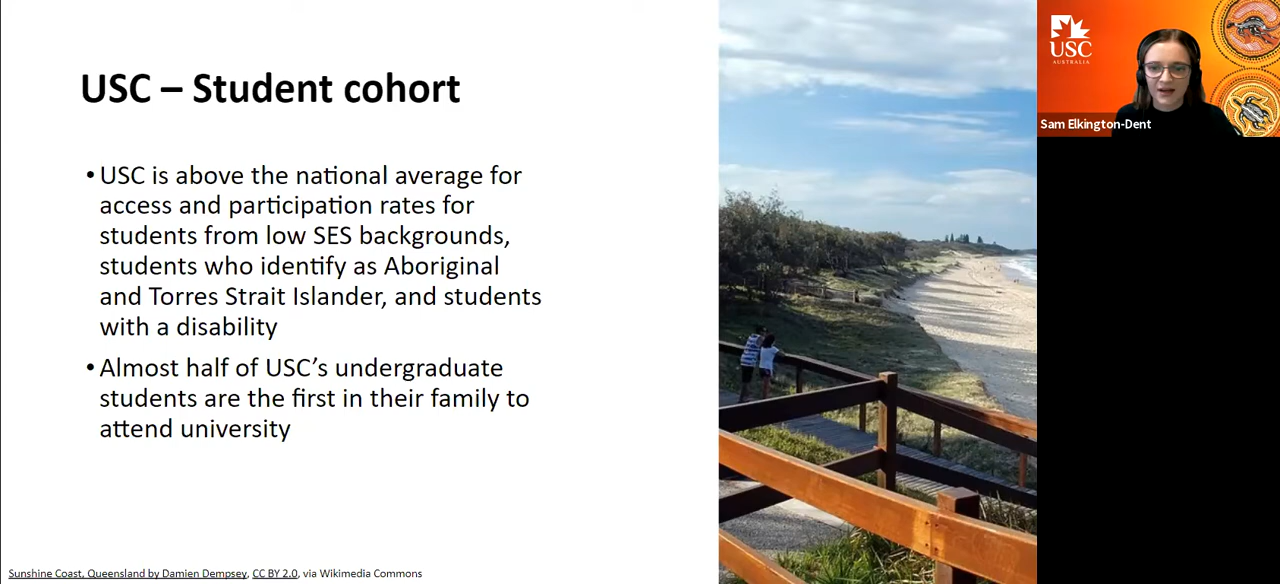 USC – Student cohort
•USC is above the national average for
access and participation rates for
students from low SES backgrounds,
students who identify as Aboriginal
and Torres Strait Islander, and students
with a disability
•Almost half of USC’s undergraduate
students are the first in their family to
attend university
Sunshine Coast, Queensland by Damien Dempsey, CC BY 2.0, via Wikimedia Commons
USC
AUSTRALIA
Sam Elkington-Dent